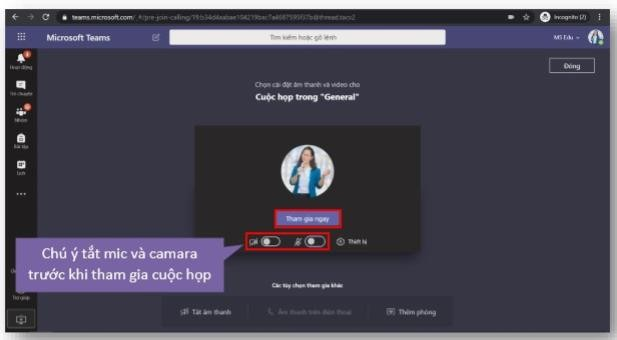 teams.microsoft.com/_#/pre-join-calling/19:b34d4aabae104219bac7a4687595f37b@thread.tacv2
Incognito (2)
Microsoft Teams
Tìm kiếm hoặc gõ lệnh
MS Edu
Hoạt động
Đóng
Trò chuyện
Chọn cài đặt âm thanh và video cho
Cuộc họp trong "General"
Nhóm
Bài tập
Lịch
Tham gia ngay
Thiết bị
Chú ý tắt mic và camara
trước khi tham gia cuộc họp
Các tùy chọn tham gia khác
Trợ giúp
Tắt âm thanh
Âm thanh trên điện thoại
Thêm phòng